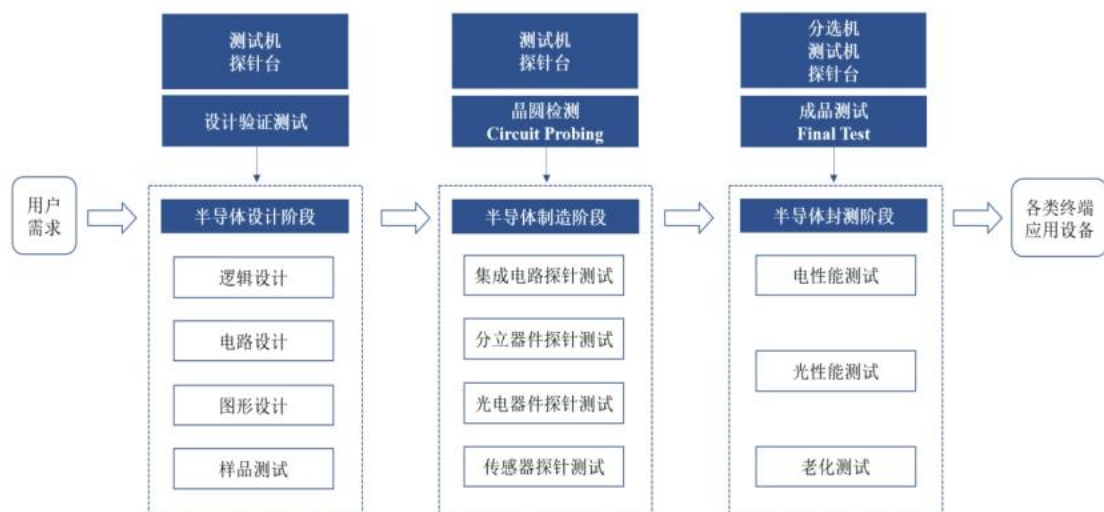 测试机
探针台
设计验证测试
测试机
探针台
晶圆检测
Circuit Probing
分选机
测试机
探针台
成品测试
Final Test
用户
需求
半导体设计阶段
逻辑设计
电路设计
图形设计
样品测试
半导体制造阶段
集成电路探针测试
分立器件探针测试
光电器件探针测试
传感器探针测试
半导体封测阶段
电性能测试
光性能测试
老化测试
各类终端
应用设备